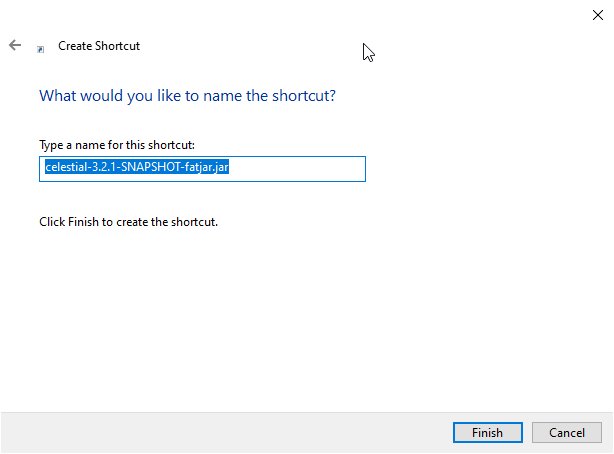 Create Shortcut
What would you like to name the shortcut?
Type a name for this shortcut:
celestial-3.2.1-SNAPSHOT-fatjar.jar
Click Finish to create the shortcut.
Finish
Cancel